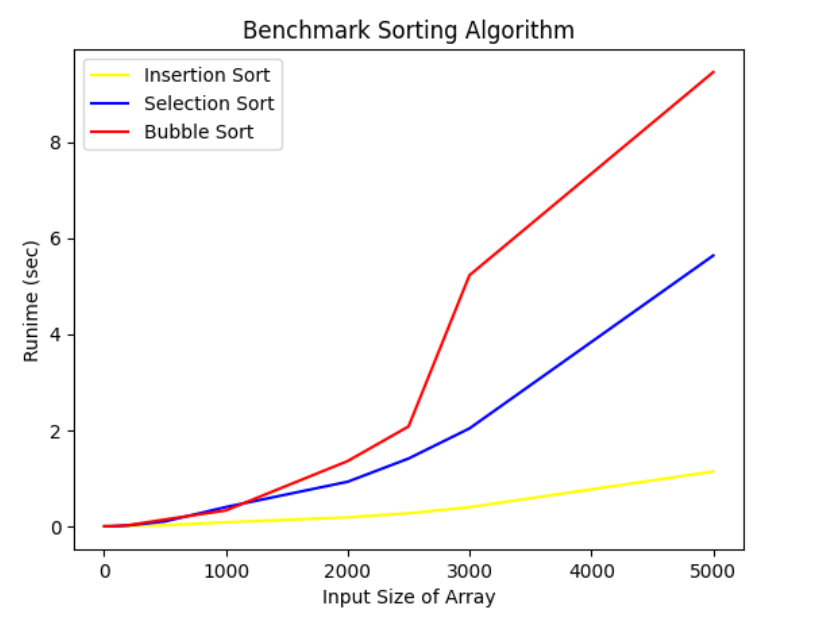 Benchmark Sorting Algorithm
Insertion Sort
Selection Sort
Bubble Sort
8
6
4
2
0
Runime (sec)
0 1000 2000 3000 4000 5000
Input Size of Array